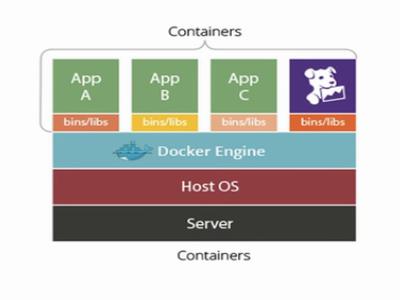 Containers
App
A
App
B
App
C
bins/libs
bins/libs
bins/libs
bins/libs
Docker Engine
Host OS
Server
Containers